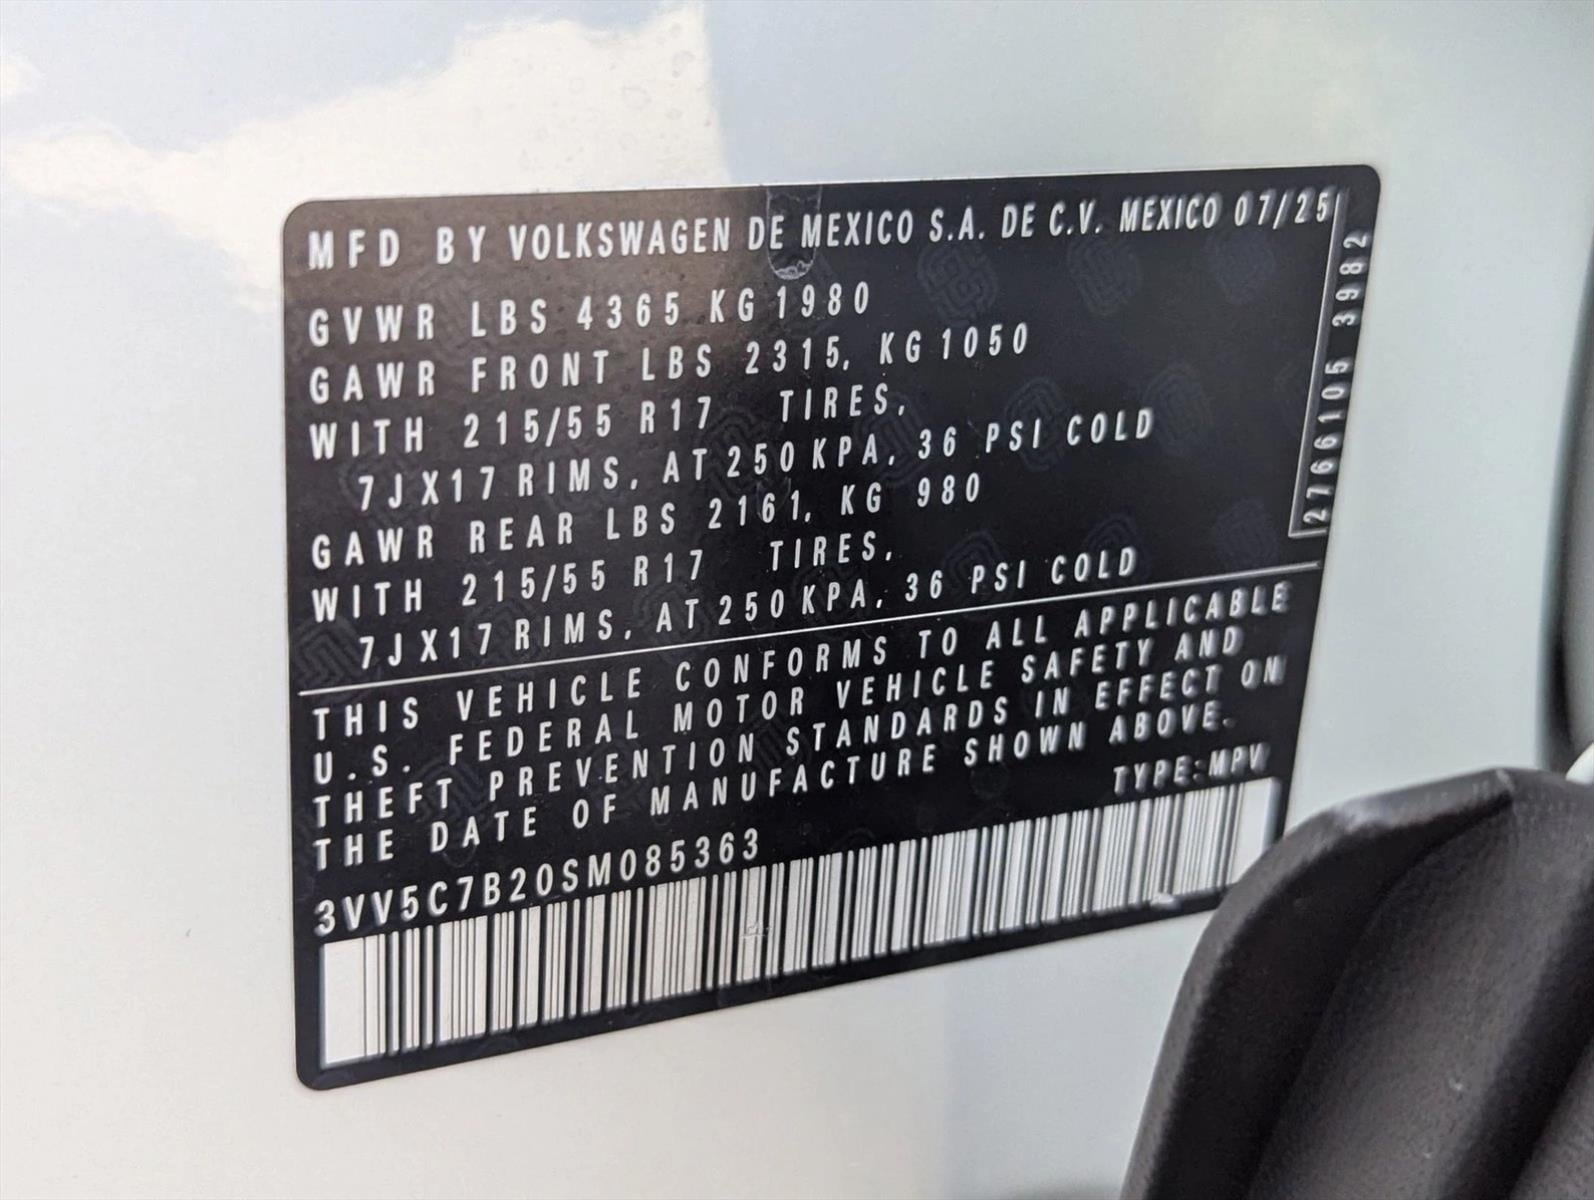 MFD BY VOLKSWAGEN DE MEXICO S.A. DE C.V. MEXICO 07/25
GVWR LBS 4365 KG 1980
GAWR FRONT LBS 2315, KG 1050
WITH 215/55 R17 TIRES,
7JX17 RIMS, AT 250 KPA, 36 PSI COLD
GAWR REAR LBS 2161, KG 980
WITH 215/55 R17 TIRES,
7JX17 RIMS, AT 250 KPA, 36 PSI COLD
2766105 3982
THIS VEHICLE CONFORMS TO ALL APPLICABLE
U.S. FEDERAL MOTOR VEHICLE SAFETY AND
THEFT PREVENTION STANDARDS IN EFFECT ON
THE DATE OF MANUFACTURE SHOWN ABOVE.
TYPE:MPV
3VV5C7B20SM085363